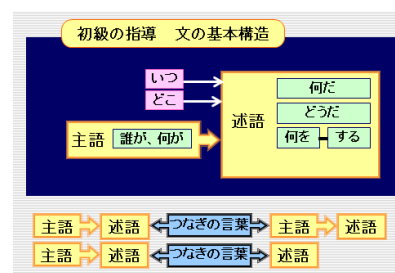 初級の指導　文の基本構造
いつ
どこ
主語 誰が、何が
述語
何だ
どうだ
何を する
主語 述語 つなぎの言葉 主語 述語
主語 述語 つなぎの言葉 述語